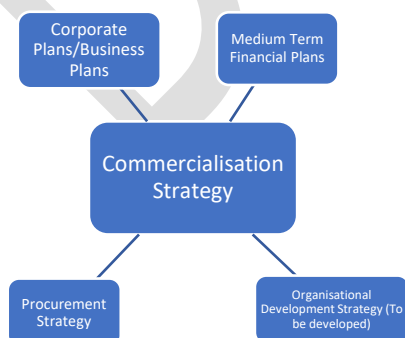 Corporate
Plans/Business
Plans
Medium Term
Financial Plans
Commercialisation
Strategy
Procurement
Strategy
Organisational
Development Strategy (To
be developed)